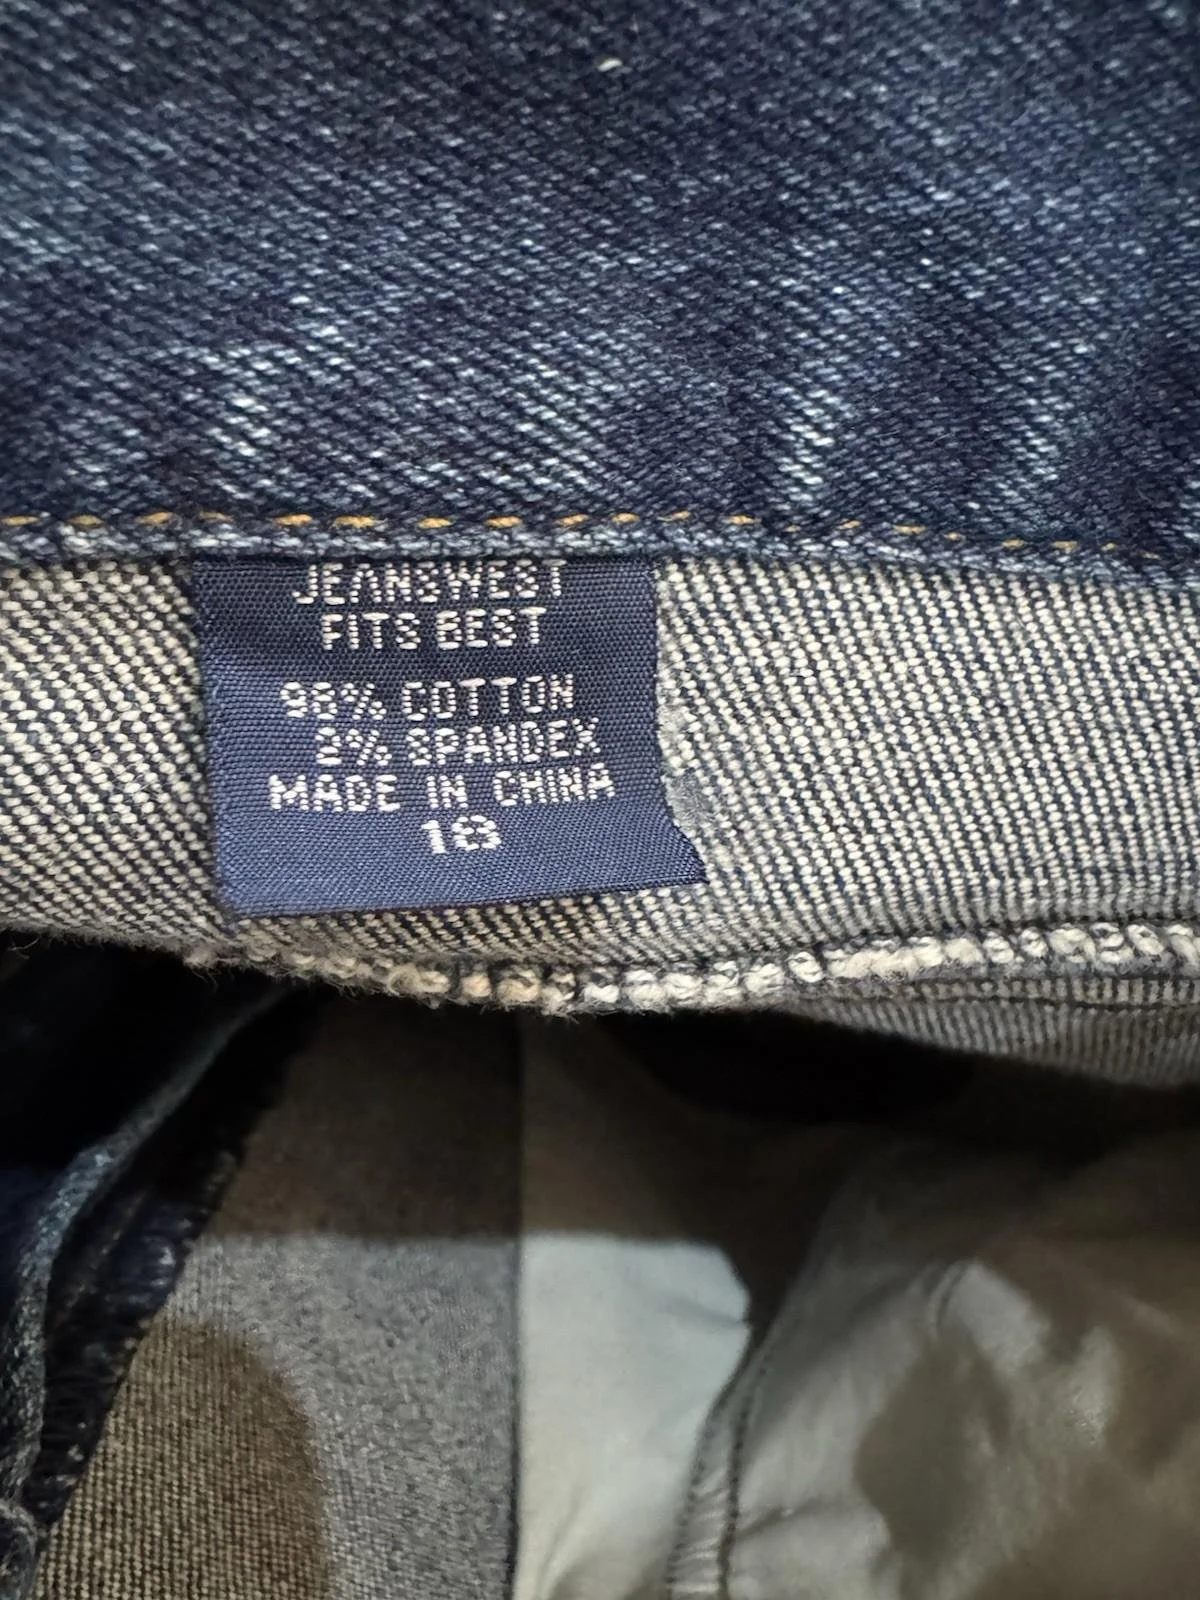 JEANSWEST
FITS BEST
98% COTTON
2% SPANDEX
MADE IN CHINA
18